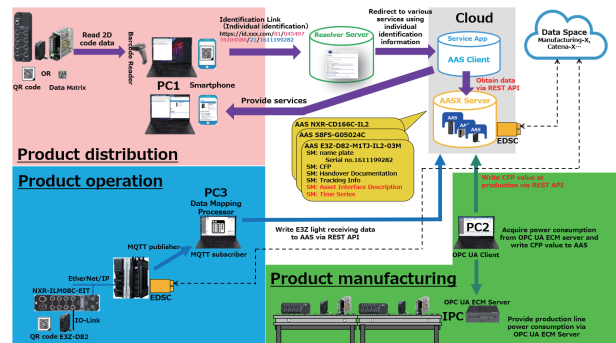 Read 2D
code data
OR
QR code
Data Matrix
Barcode Reader
PC1
Smartphone
Identification Link
(Individual identification)
https://id.xxx.com/01/045497
34304586/21/1611199282
Resolver Server
Redirect to various
services using
individual
identification
information
Provide services
Product distribution
Cloud
Service App
AAS Client
Obtain data
via REST API
AASX Server
AAS
AAS
AAS
EDSC
Data Space
Manufacturing-X,
Catena-X...
AAS NXR-CD166C-IL2
AAS S8FS-G05024C
AAS E3Z-D82-M1TJ-IL2-03M
SM: name plate
Serial no.1611199282
SM: CFP
SM: Handover Documentation
SM: Tracking Info
SM: Asset Interface Description
SM: Time Series
Write CFP value at
production via REST API
Product operation
PC3
Data Mapping
Processor
MQTT publisher
MQTT subscriber
Write E3Z light receiving data
to AAS via REST API
EtherNet/IP
NXR-ILM08C-EIT
EDSC
IO-Link
QR code E3Z-D82
PC2
OPC UA Client
Acquire power consumption
from OPC UA ECM server and
write CFP value to AAS
Product manufacturing
OPC UA ECM Server
IPC
Provide production line
power consumption via
OPC UA ECM Server